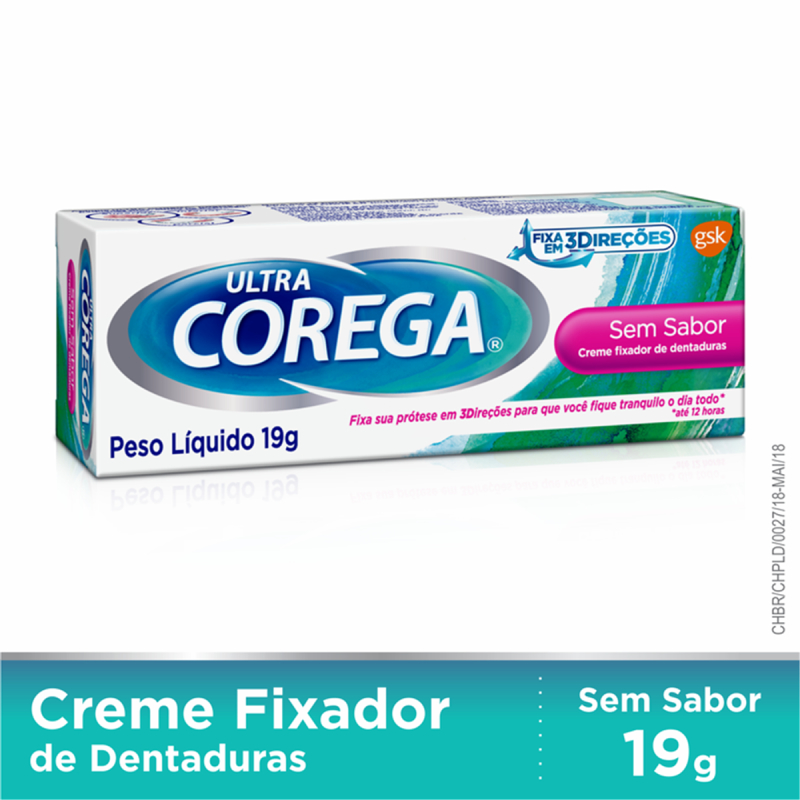 FIXA EM 3DIREÇÕES
gsk
ULTRA
COREGA®
Sem Sabor
Creme fixador de dentaduras
Fixa sua prótese em 3Direções para que você fique tranquilo o dia todo*
*até 12 horas
Peso Líquido 19g
ULTRA
COREGA
CHBR/CHPLD/0027/18-MAI/18
Creme Fixador
de Dentaduras
Sem Sabor
19g